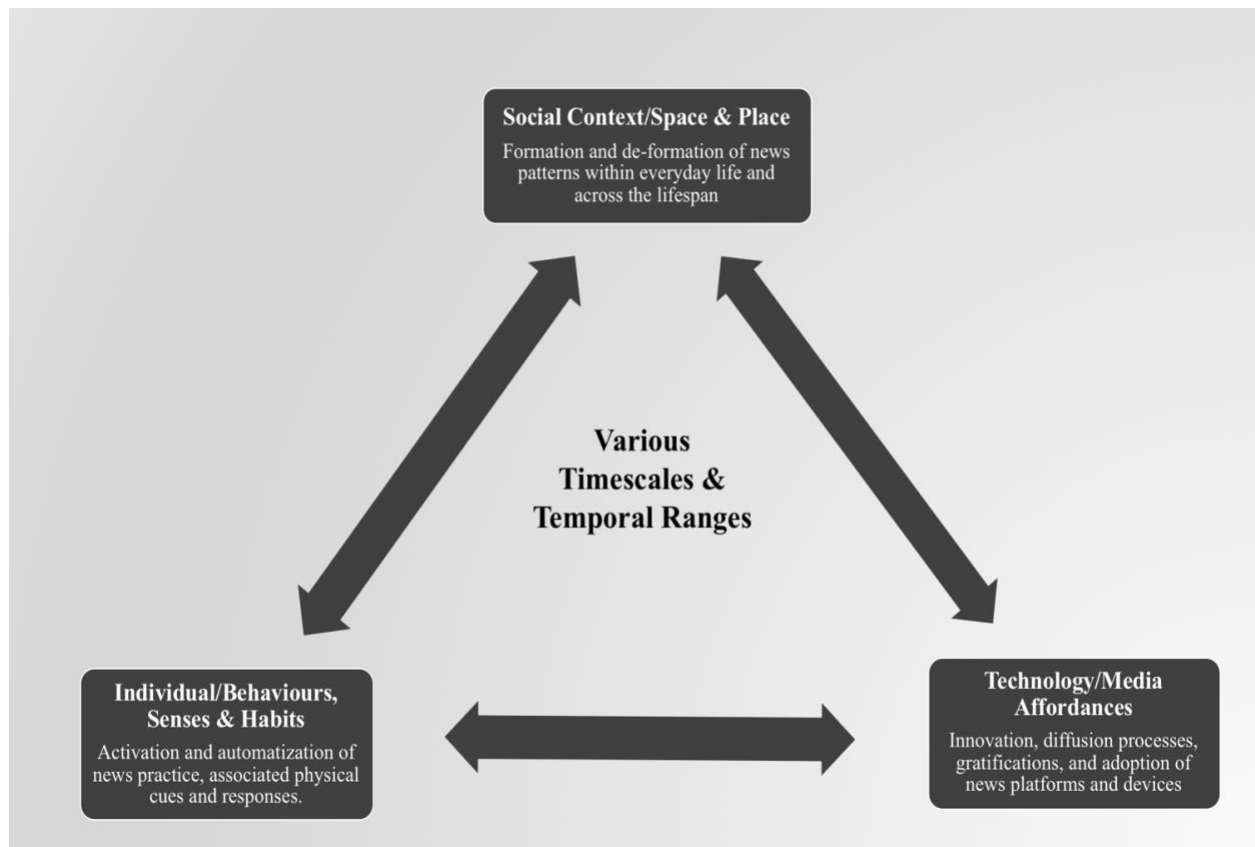 Social Context/Space & Place
Formation and de-formation of news
patterns within everyday life and
across the lifespan
Various
Timescales &
Temporal Ranges
Individual/Behaviours,
Senses & Habits
Activation and automatization of
news practice, associated physical
cues and responses.
Technology/Media
Affordances
Innovation, diffusion processes,
gratifications, and adoption of
news platforms and devices